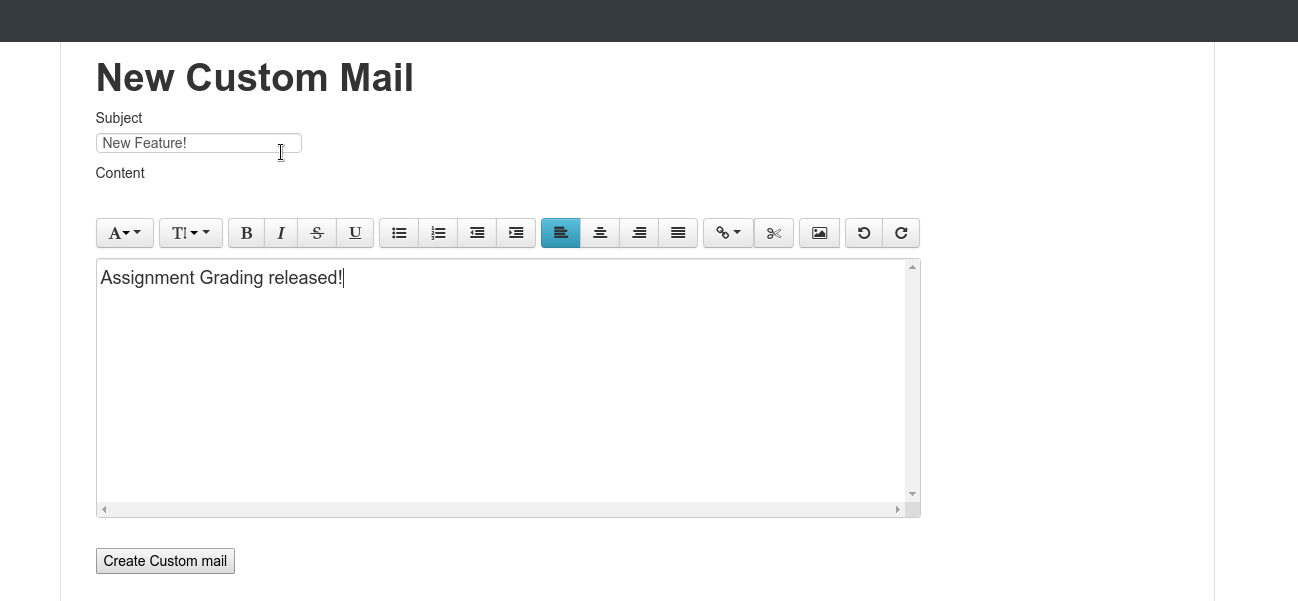 New Custom Mail
Subject
New Feature!
Content
A T B I S U
Assignment Grading released!
Create Custom mail